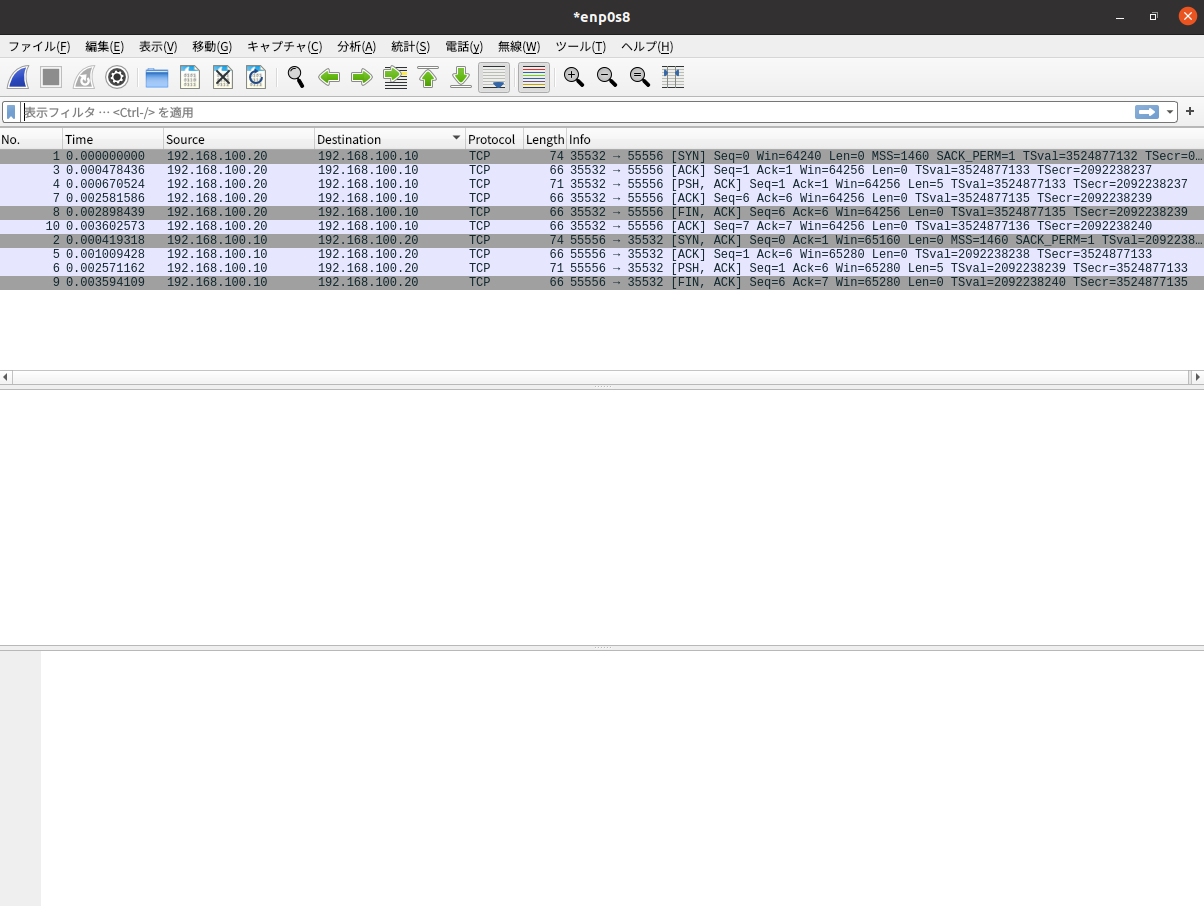 *enp0s8
ファイル(F) 編集(E) 表示(V) 移動(G) キャプチャ(C) 分析(A) 統計(S) 電話(y) 無線(W) ツール(T) ヘルプ(H)
表示フィルタ … <Ctrl-/> を適用
No. Time Source Destination Protocol Length Info
1 0.000000000 192.168.100.20 192.168.100.10 TCP 74 35532 → 55556 [SYN] Seq=0 Win=64240 Len=0 MSS=1460 SACK_PERM=1 TSval=3524877132 TSecr=0…
3 0.000478436 192.168.100.20 192.168.100.10 TCP 66 35532 → 55556 [ACK] Seq=1 Ack=1 Win=64256 Len=0 TSval=3524877133 TSecr=2092238237
4 0.000670524 192.168.100.20 192.168.100.10 TCP 71 35532 → 55556 [PSH, ACK] Seq=1 Ack=1 Win=64256 Len=5 TSval=3524877133 TSecr=2092238237
7 0.002581586 192.168.100.20 192.168.100.10 TCP 66 35532 → 55556 [ACK] Seq=6 Ack=6 Win=64256 Len=0 TSval=3524877135 TSecr=2092238239
8 0.002898439 192.168.100.20 192.168.100.10 TCP 66 35532 → 55556 [FIN, ACK] Seq=6 Ack=6 Win=64256 Len=0 TSval=3524877135 TSecr=2092238239
10 0.003602573 192.168.100.20 192.168.100.10 TCP 66 35532 → 55556 [ACK] Seq=7 Ack=7 Win=64256 Len=0 TSval=3524877136 TSecr=2092238240
2 0.000419318 192.168.100.10 192.168.100.20 TCP 74 55556 → 35532 [SYN, ACK] Seq=0 Ack=1 Win=65160 Len=0 MSS=1460 SACK_PERM=1 TSval=2092238…
5 0.001009428 192.168.100.10 192.168.100.20 TCP 66 55556 → 35532 [ACK] Seq=1 Ack=6 Win=65280 Len=0 TSval=2092238238 TSecr=3524877133
6 0.002571162 192.168.100.10 192.168.100.20 TCP 71 55556 → 35532 [PSH, ACK] Seq=1 Ack=6 Win=65280 Len=5 TSval=2092238239 TSecr=3524877133
9 0.003594109 192.168.100.10 192.168.100.20 TCP 66 55556 → 35532 [FIN, ACK] Seq=6 Ack=7 Win=65280 Len=0 TSval=2092238240 TSecr=3524877135